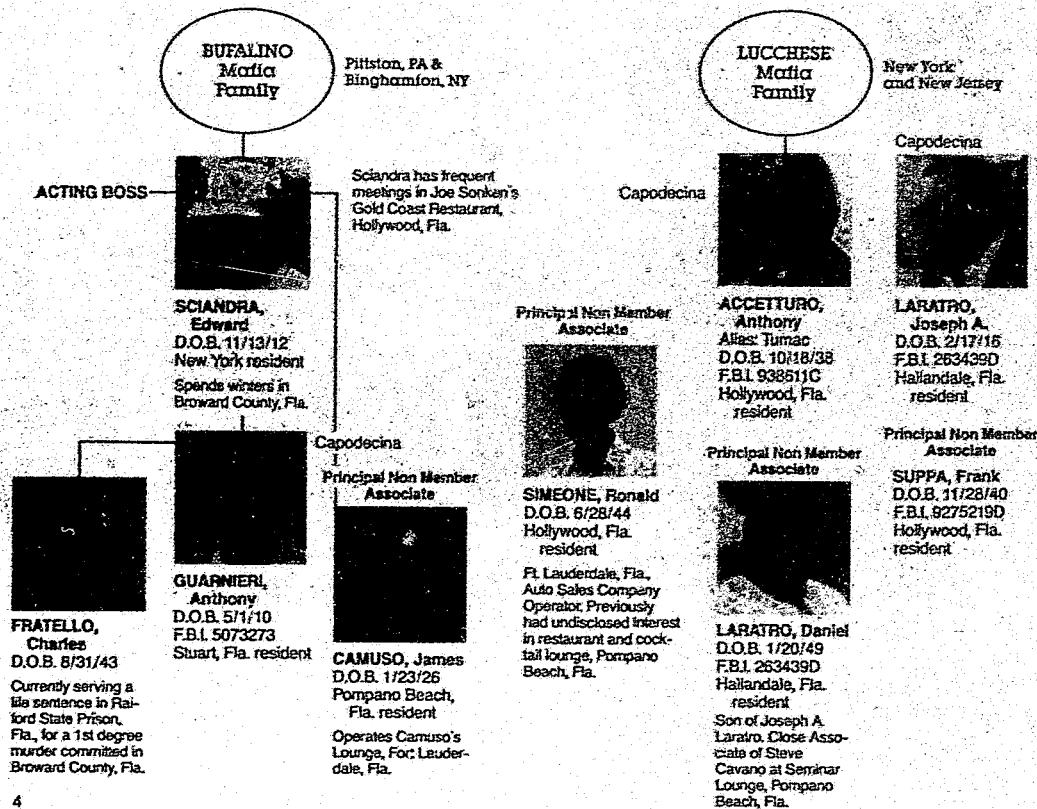 BUFALINO
Mafia
Family
Pittston, PA &
Binghamton, NY
ACTING BOSS
Sciandra has frequent
meetings in Joe Sonken's
Gold Coast Restaurant,
Hollywood, Fla.
SCIANDRA,
Edward
D.O.B. 11/13/12
New York resident
Spends winters in
Broward County, Fla.
Capodecina
FRATELLO,
Charles
D.O.B. 8/31/43
Currently serving a
life sentence in Rai-
ford State Prison,
Fla., for a 1st degree
murder committed in
Broward County, Fla.
GUARNIERI,
Anthony
D.O.B. 5/1/10
F.B.I. 5073273
Stuart, Fla. resident
Principal Non Member
Associate
CAMUSO, James
D.O.B. 1/23/26
Pompano Beach,
Fla. resident
Operates Camuso's
Lounge, Fort Lauder-
dale, Fla.
LUCCHESE
Mafia
Family
New York
and New Jersey
Capodecina
ACCETTURO,
Anthony
Alias: Tumac
D.O.B. 10/18/38
F.B.I. 938511C
Hollywood, Fla.
resident
Capodecina
LARATRO,
Joseph A.
D.O.B. 2/17/15
F.B.I. 263439D
Hallandale, Fla.
resident
Principal Non Member
Associate
SIMEONE, Ronald
D.O.B. 6/28/44
Hollywood, Fla.
resident
Ft. Lauderdale, Fla.,
Auto Sales Company
Operator. Previously
had undisclosed interest
in restaurant and cock-
tail lounge, Pompano
Beach, Fla.
Principal Non Member
Associate
LARATRO, Daniel
D.O.B. 1/20/49
F.B.I. 263439D
Hallandale, Fla.
resident
Son of Joseph A.
Laratro. Close Asso-
ciate of Steve
Cavano at Seminar
Lounge, Pompano
Beach, Fla.
Principal Non Member
Associate
SUPPA, Frank
D.O.B. 11/28/40
F.B.I. 9275219D
Hollywood, Fla.
resident
4